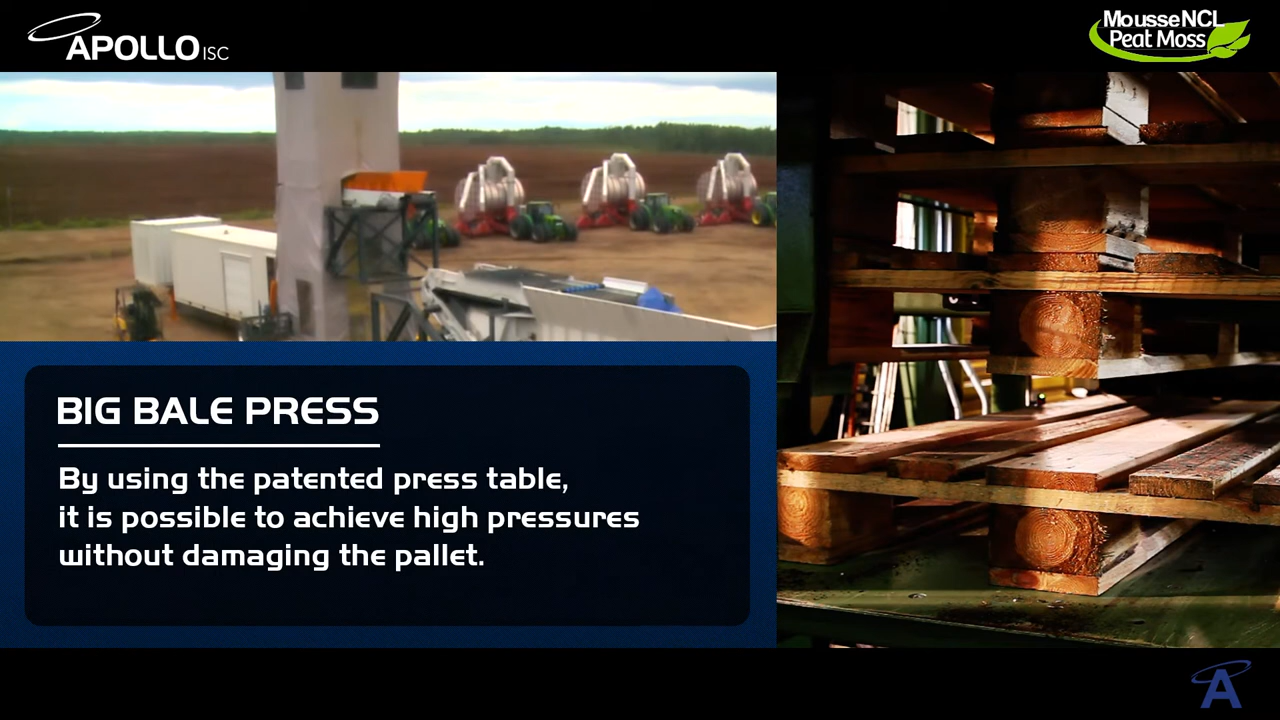 APOLLO ISC
MousseNCL
Peat Moss
BIG BALE PRESS
By using the patented press table,
it is possible to achieve high pressures
without damaging the pallet.
A